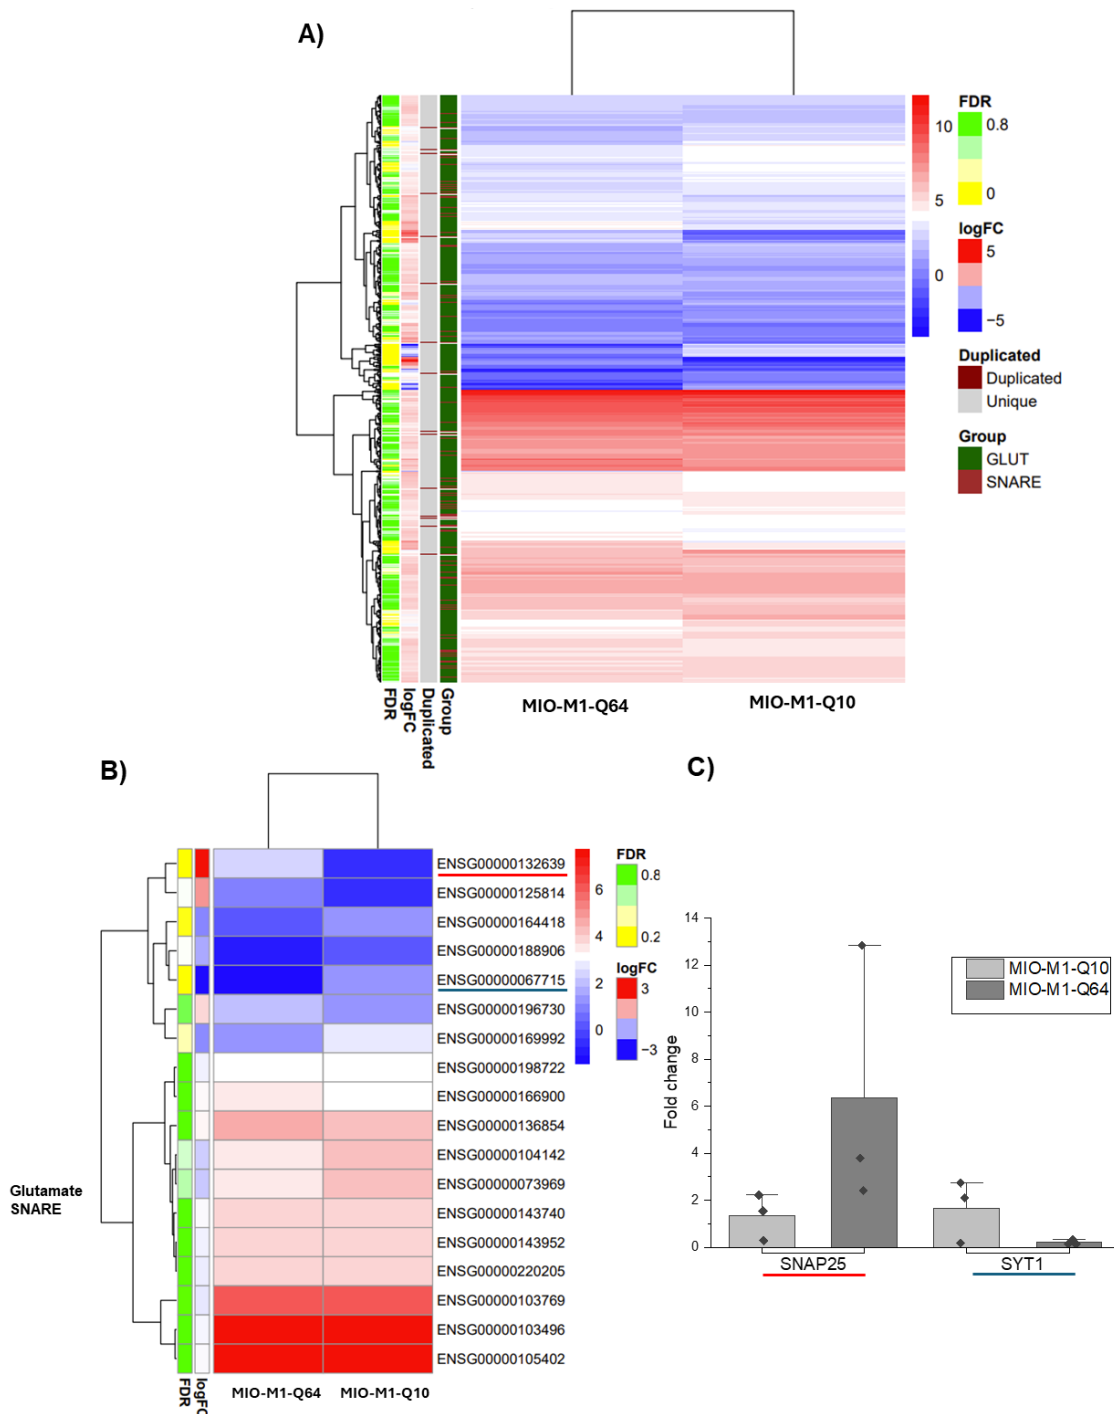 A)
10
5
0
FDR
0.8
0
logFC
5
−5
Duplicated
Duplicated
Unique
Group
GLUT
SNARE
FDR
logFC
Duplicated
Group
MIO-M1-Q64
MIO-M1-Q10
B)
Glutamate
SNARE
ENSG00000132639
ENSG00000125814
ENSG00000164418
ENSG00000188906
ENSG00000067715
ENSG00000196730
ENSG00000169992
ENSG00000198722
ENSG00000166900
ENSG00000136854
ENSG00000104142
ENSG00000073969
ENSG00000143740
ENSG00000143952
ENSG00000220205
ENSG00000103769
ENSG00000103496
ENSG00000105402
6
4
2
0
FDR
0.8
0.2
logFC
3
−3
FDR
logFC
MIO-M1-Q64
MIO-M1-Q10
C)
Fold change
14
12
10
8
6
4
2
0
MIO-M1-Q10
MIO-M1-Q64
SNAP25
SYT1